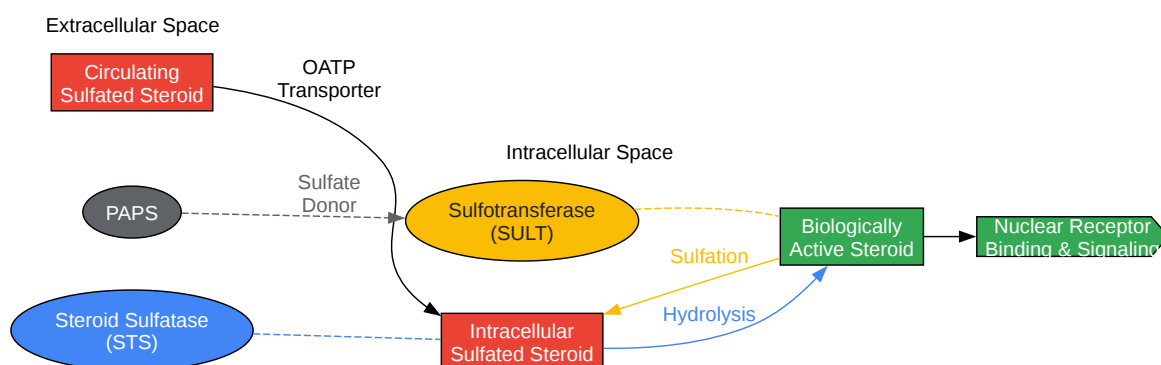 Extracellular Space
Circulating
Sulfated Steroid
OATP
Transporter
Intracellular Space
PAPS
Sulfate
Donor
Sulfotransferase
(SULT)
Biologically
Active Steroid
Nuclear Receptor
Binding & Signaling
Sulfation
Hydrolysis
Steroid Sulfatase
(STS)
Intracellular
Sulfated Steroid